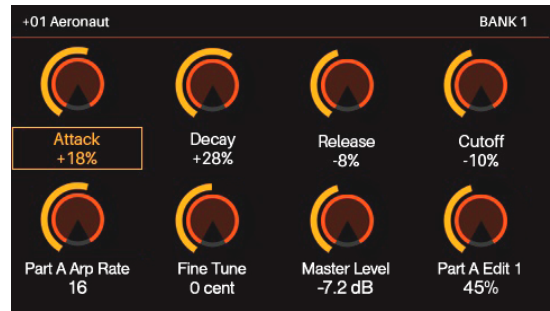 +01 Aeronaut BANK 1
Attack Decay Release Cutoff
+18% +28% -8% -10%
Part A Arp Rate Fine Tune Master Level Part A Edit 1
16 0 cent -7.2 dB 45%